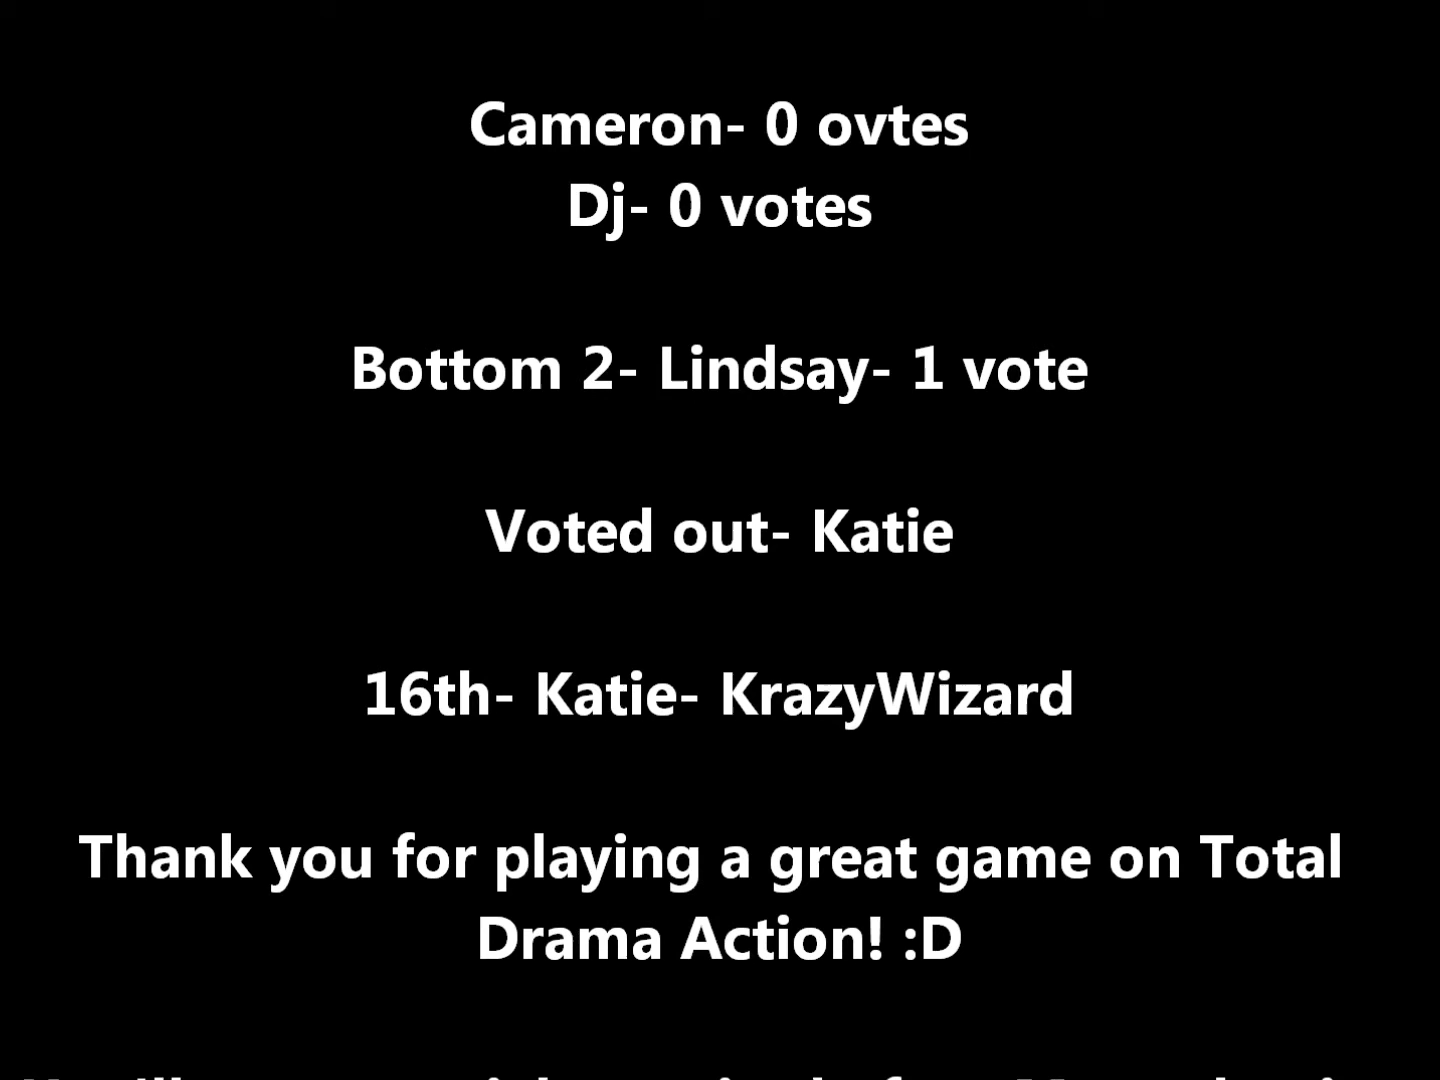 Cameron- 0 ovtes
Dj- 0 votes
Bottom 2- Lindsay- 1 vote
Voted out- Katie
16th- Katie- KrazyWizard
Thank you for playing a great game on Total
Drama Action! :D